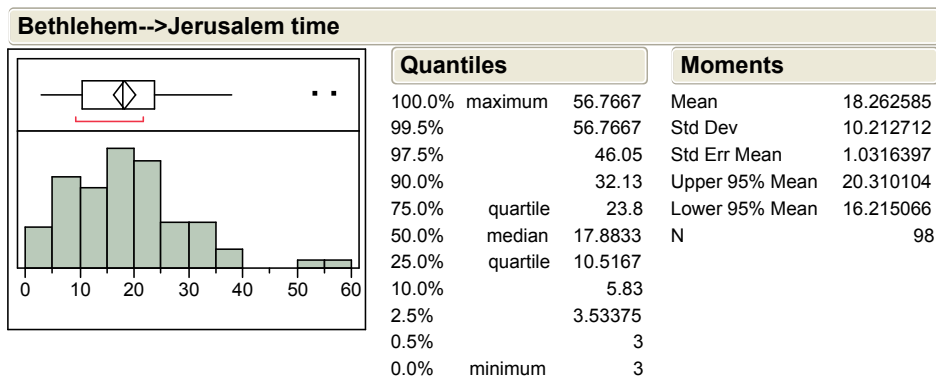 Bethlehem-->Jerusalem time
0 10 20 30 40 50 60
Quantiles
100.0% maximum 56.7667
99.5% 56.7667
97.5% 46.05
90.0% 32.13
75.0% quartile 23.8
50.0% median 17.8833
25.0% quartile 10.5167
10.0% 5.83
2.5% 3.53375
0.5% 3
0.0% minimum 3
Moments
Mean 18.262585
Std Dev 10.212712
Std Err Mean 1.0316397
Upper 95% Mean 20.310104
Lower 95% Mean 16.215066
N 98